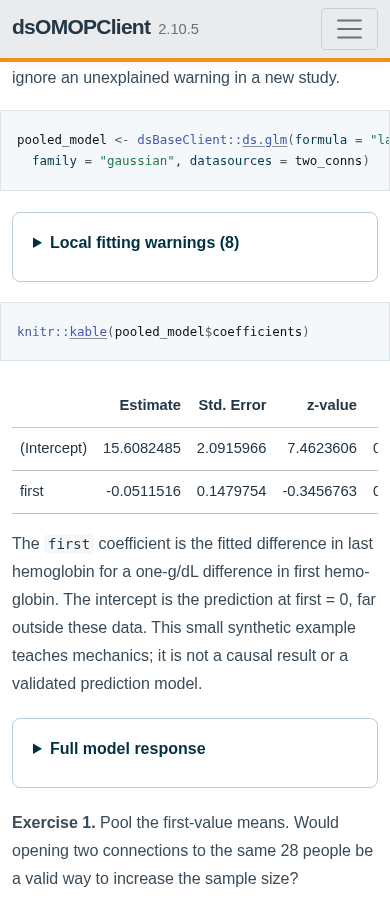 dsOMOPClient 2.10.5
ignore an unexplained warning in a new study.
pooled_model <- dsBaseClient::ds.glm(formula = "la
family = "gaussian", datasources = two_conns)
Local fitting warnings (8)
knitr::kable(pooled_model$coefficients)
Estimate Std. Error z-value
(Intercept) 15.6082485 2.0915966 7.4623606 0
first -0.0511516 0.1479754 -0.3456763 0
The first coefficient is the fitted difference in last
hemoglobin for a one-g/dL difference in first hemo-
globin. The intercept is the prediction at first = 0, far
outside these data. This small synthetic example
teaches mechanics; it is not a causal result or a
validated prediction model.
Full model response
Exercise 1. Pool the first-value means. Would
opening two connections to the same 28 people be
a valid way to increase the sample size?